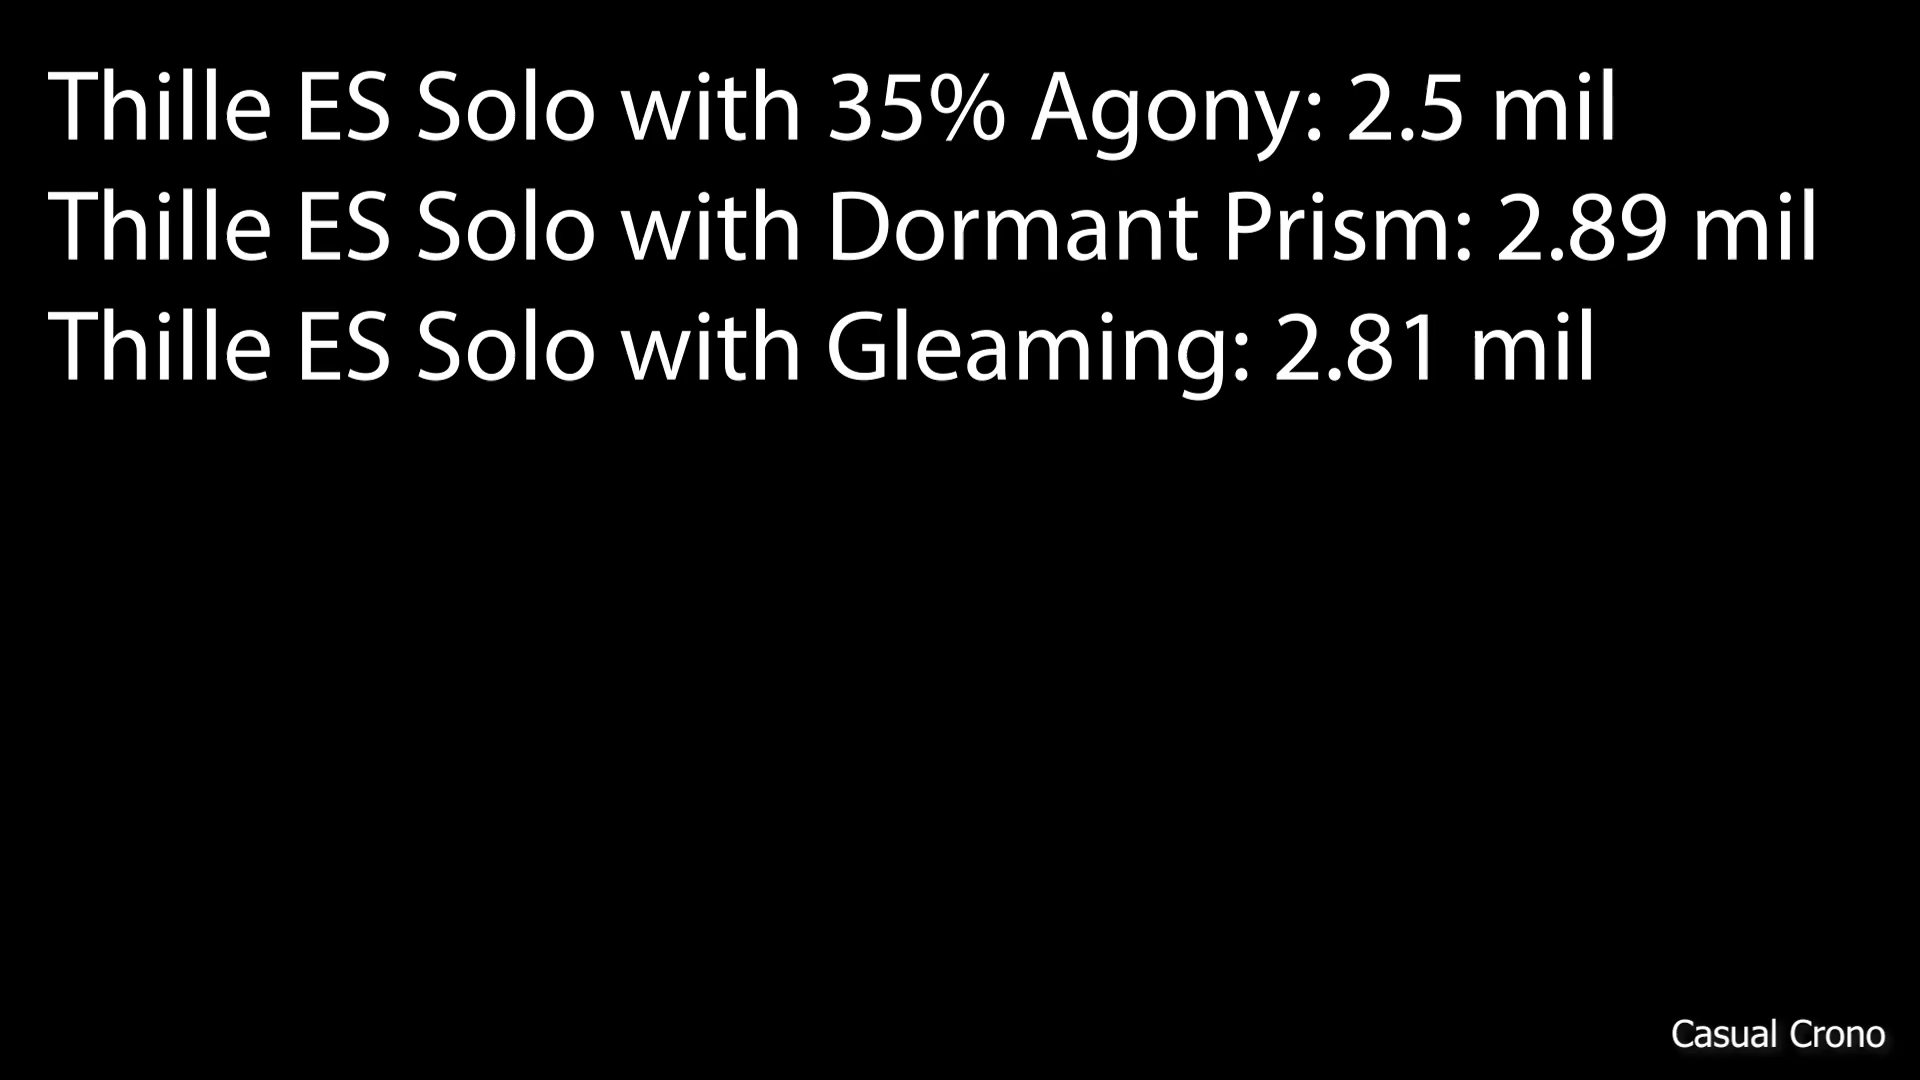 Thille ES Solo with 35% Agony: 2.5 mil
Thille ES Solo with Dormant Prism: 2.89 mil
Thille ES Solo with Gleaming: 2.81 mil
Casual Crono